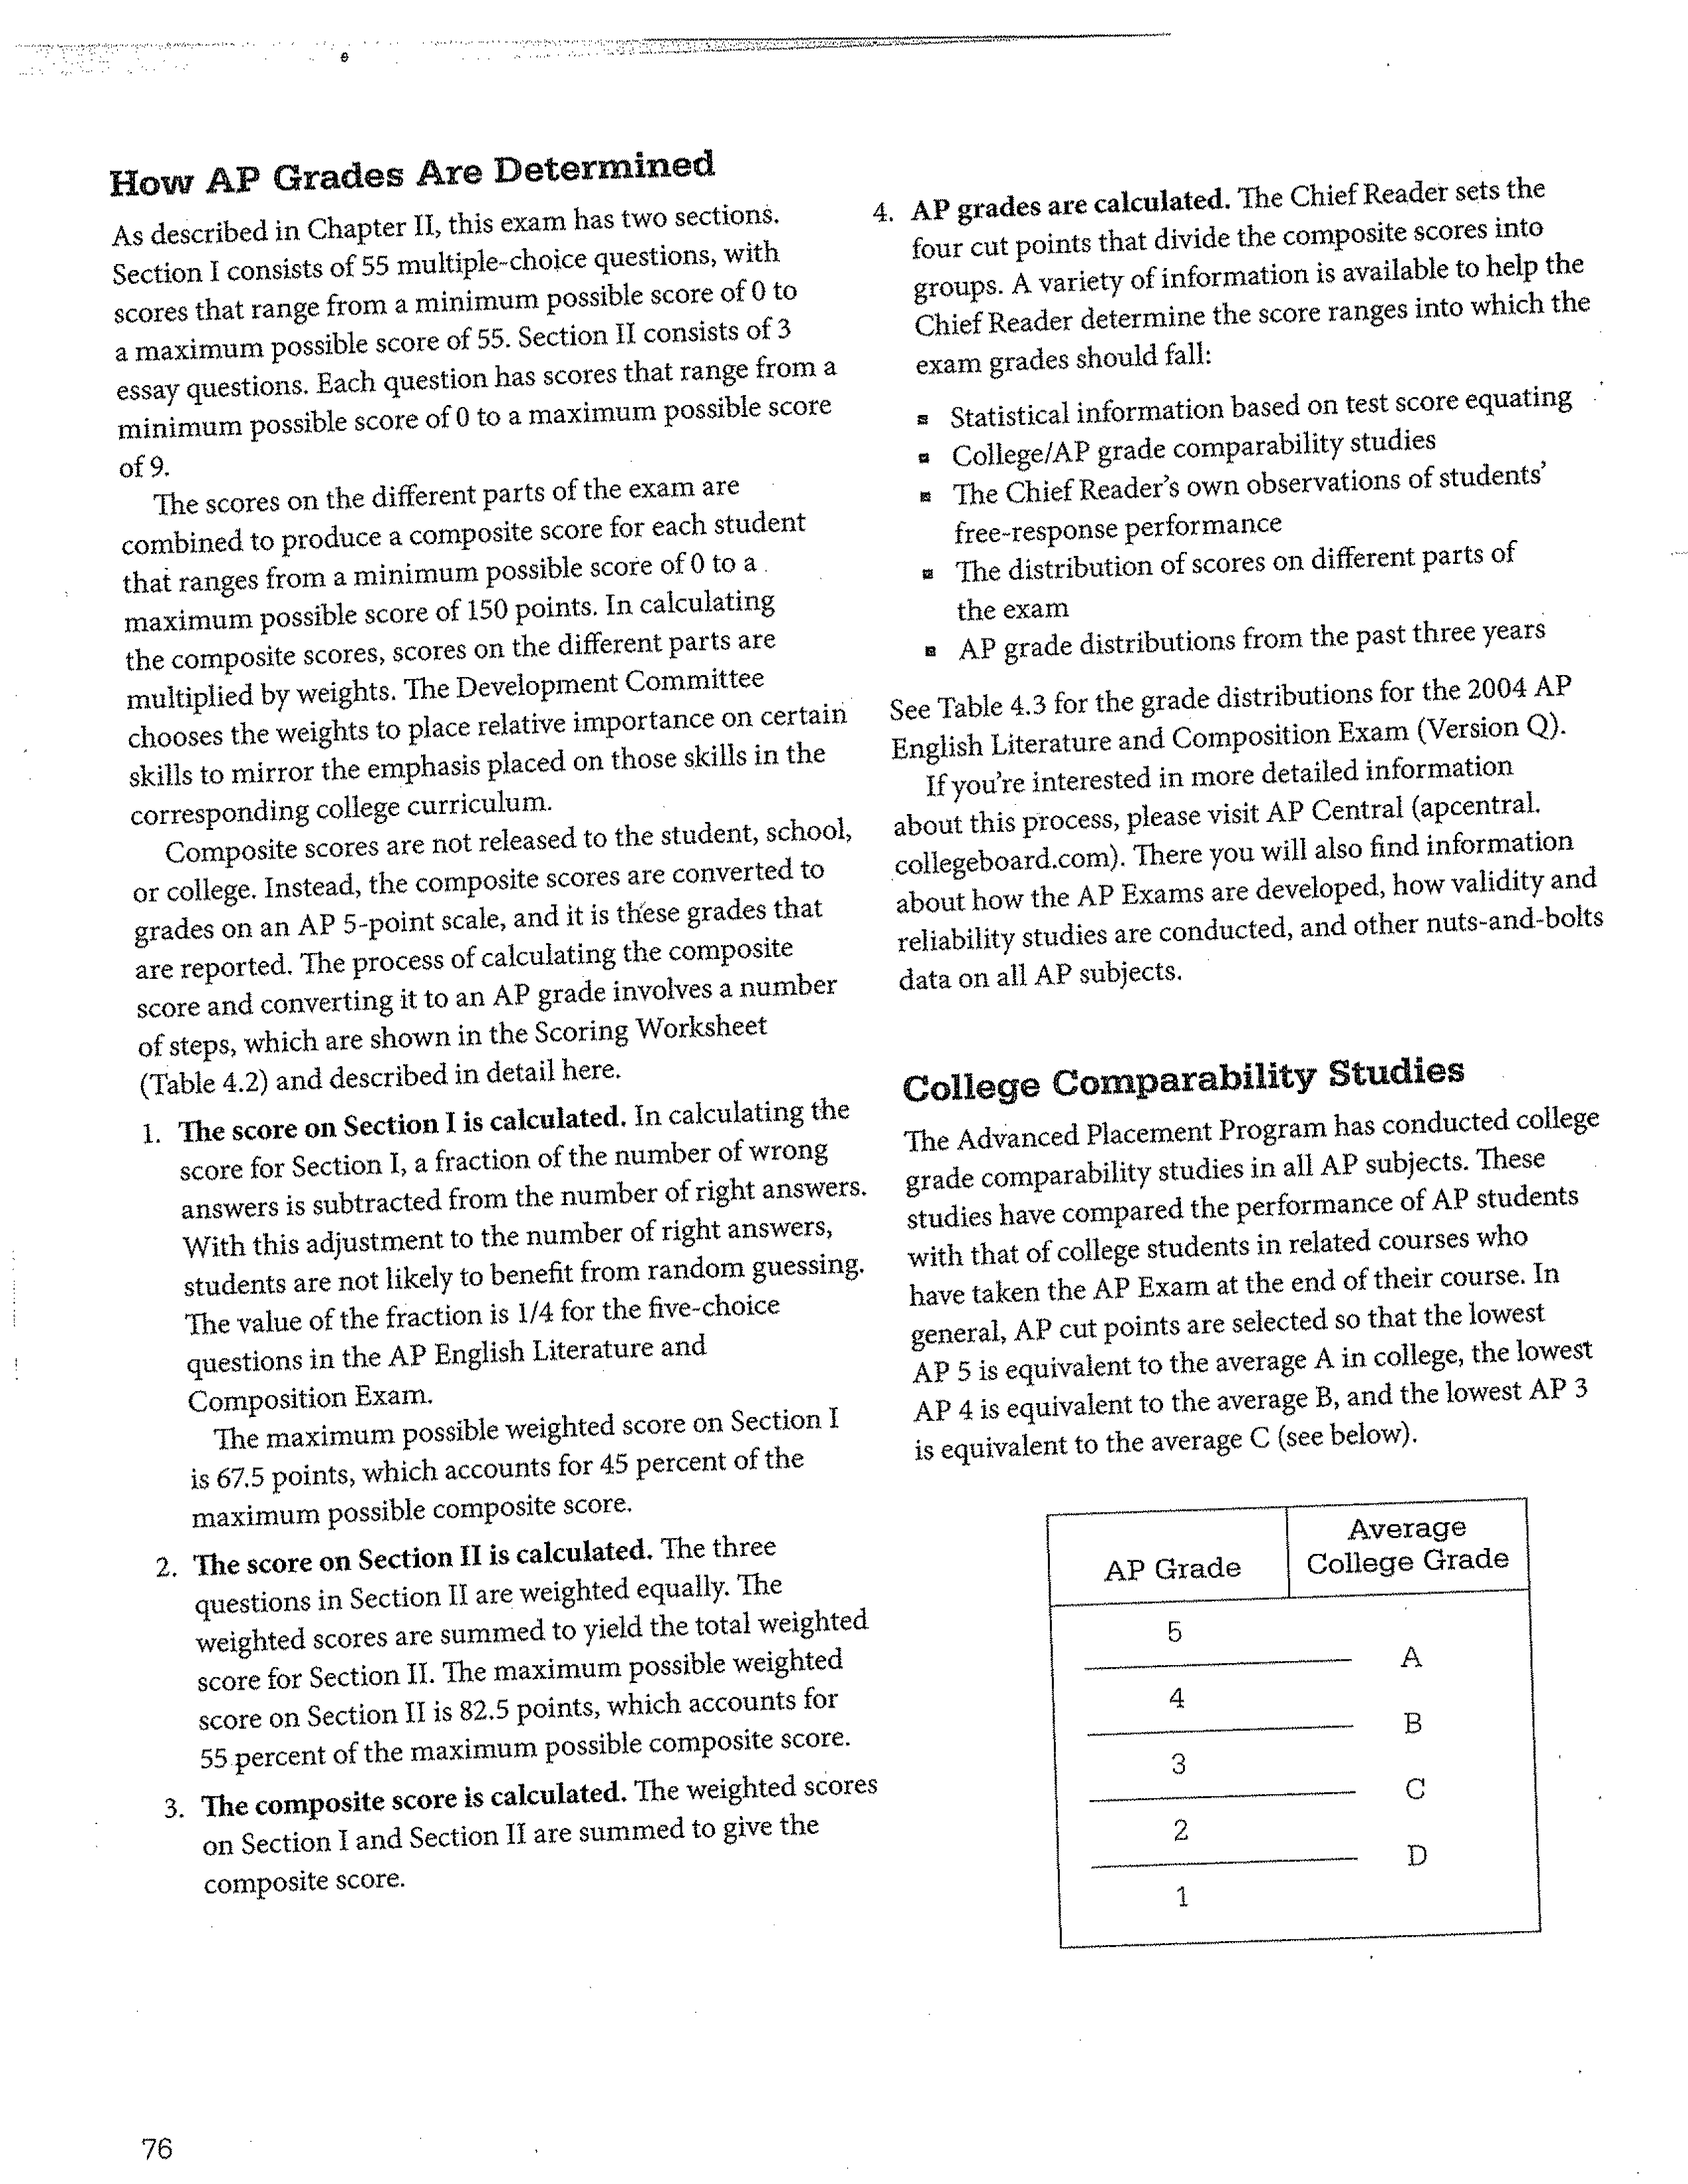 How AP Grades Are Determined
As described in Chapter II, this exam has two sections.
Section I consists of 55 multiple-choice questions, with
scores that range from a minimum possible score of 0 to
a maximum possible score of 55. Section II consists of 3
essay questions. Each question has scores that range from a
minimum possible score of 0 to a maximum possible score
of 9.
The scores on the different parts of the exam are
combined to produce a composite score for each student
that ranges from a minimum possible score of 0 to a
maximum possible score of 150 points. In calculating
the composite scores, scores on the different parts are
multiplied by weights. The Development Committee
chooses the weights to place relative importance on certain
skills to mirror the emphasis placed on those skills in the
corresponding college curriculum.
Composite scores are not released to the student, school,
or college. Instead, the composite scores are converted to
grades on an AP 5-point scale, and it is these grades that
are reported. The process of calculating the composite
score and converting it to an AP grade involves a number
of steps, which are shown in the Scoring Worksheet
(Table 4.2) and described in detail here.
1. The score on Section I is calculated. In calculating the
score for Section I, a fraction of the number of wrong
answers is subtracted from the number of right answers.
With this adjustment to the number of right answers,
students are not likely to benefit from random guessing.
The value of the fraction is 1/4 for the five-choice
questions in the AP English Literature and
Composition Exam.
The maximum possible weighted score on Section I
is 67.5 points, which accounts for 45 percent of the
maximum possible composite score.
2. The score on Section II is calculated. The three
questions in Section II are weighted equally. The
weighted scores are summed to yield the total weighted
score for Section II. The maximum possible weighted
score on Section II is 82.5 points, which accounts for
55 percent of the maximum possible composite score.
3. The composite score is calculated. The weighted scores
on Section I and Section II are summed to give the
composite score.
4. AP grades are calculated. The Chief Reader sets the
four cut points that divide the composite scores into
groups. A variety of information is available to help the
Chief Reader determine the score ranges into which the
exam grades should fall:
▪ Statistical information based on test score equating
▪ College/AP grade comparability studies
▪ The Chief Reader's own observations of students'
free-response performance
▪ The distribution of scores on different parts of
the exam
▪ AP grade distributions from the past three years
See Table 4.3 for the grade distributions for the 2004 AP
English Literature and Composition Exam (Version Q).
If you're interested in more detailed information
about this process, please visit AP Central (apcentral.
collegeboard.com). There you will also find information
about how the AP Exams are developed, how validity and
reliability studies are conducted, and other nuts-and-bolts
data on all AP subjects.
College Comparability Studies
The Advanced Placement Program has conducted college
grade comparability studies in all AP subjects. These
studies have compared the performance of AP students
with that of college students in related courses who
have taken the AP Exam at the end of their course. In
general, AP cut points are selected so that the lowest
AP 5 is equivalent to the average A in college, the lowest
AP 4 is equivalent to the average B, and the lowest AP 3
is equivalent to the average C (see below).
Average
AP Grade College Grade
5
A
4
B
3
C
2
D
1
76